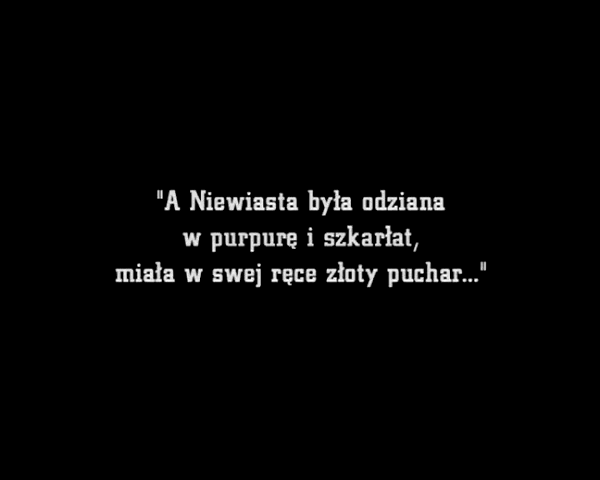 "A Niewiasta była odziana
w purpurę i szkarłat,
miała w swej ręce złoty puchar..."